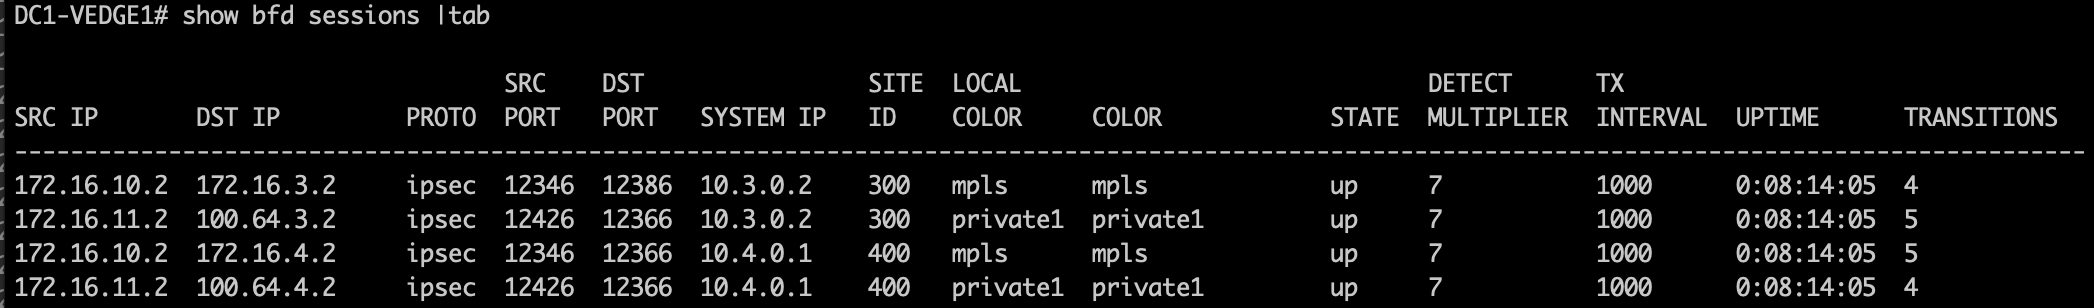 DC1-VEDGE1# show bfd sessions |tab
SRC DST SITE LOCAL DETECT TX
SRC IP DST IP PROTO PORT PORT SYSTEM IP ID COLOR COLOR STATE MULTIPLIER INTERVAL UPTIME TRANSITIONS
-----------------------------------------------------------------------------------------------------------------------------------------------------
172.16.10.2 172.16.3.2 ipsec 12346 12386 10.3.0.2 300 mpls mpls up 7 1000 0:08:14:05 4
172.16.11.2 100.64.3.2 ipsec 12426 12366 10.3.0.2 300 private1 private1 up 7 1000 0:08:14:05 5
172.16.10.2 172.16.4.2 ipsec 12346 12366 10.4.0.1 400 mpls mpls up 7 1000 0:08:14:05 5
172.16.11.2 100.64.4.2 ipsec 12426 12366 10.4.0.1 400 private1 private1 up 7 1000 0:08:14:05 4